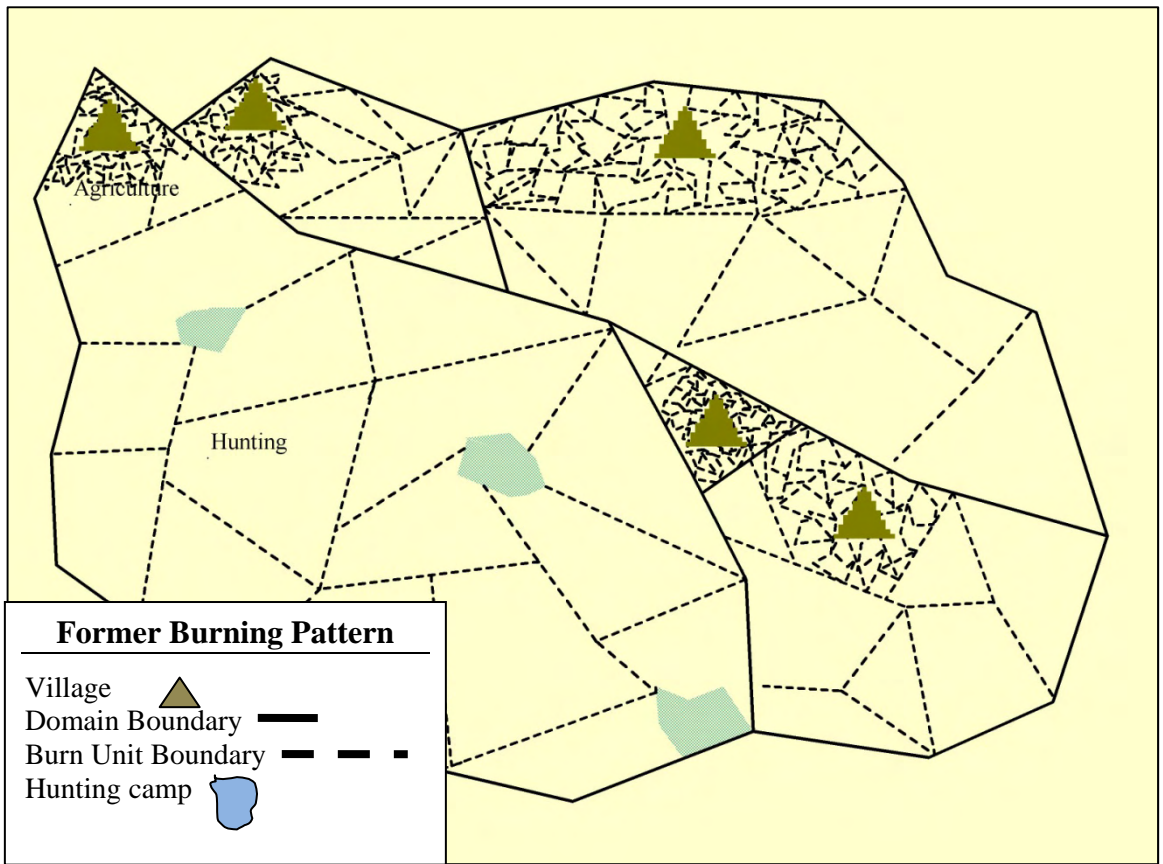 Agriculture
Hunting
Former Burning Pattern
Village
Domain Boundary
Burn Unit Boundary
Hunting camp